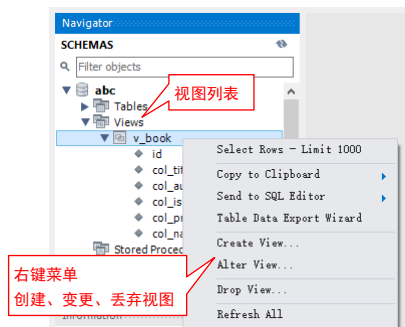 Navigator
SCHEMAS
Filter objects
视图列表
abc
Tables
Views
v_book
id
col_tit
col_au
col_is
col_pr
col_na
Stored Proced
Select Rows - Limit 1000
Copy to Clipboard
Send to SQL Editor
Table Data Export Wizard
Create View...
Alter View...
Drop View...
Refresh All
右键菜单
创建、变更、丢弃视图
Information